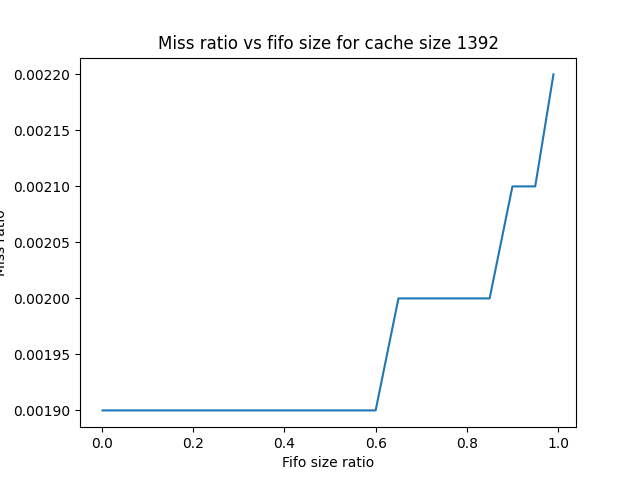 Miss ratio vs fifo size for cache size 1392
0.00220
0.00215
0.00210
0.00205
0.00200
0.00195
0.00190
Miss ratio
0.0 0.2 0.4 0.6 0.8 1.0
Fifo size ratio